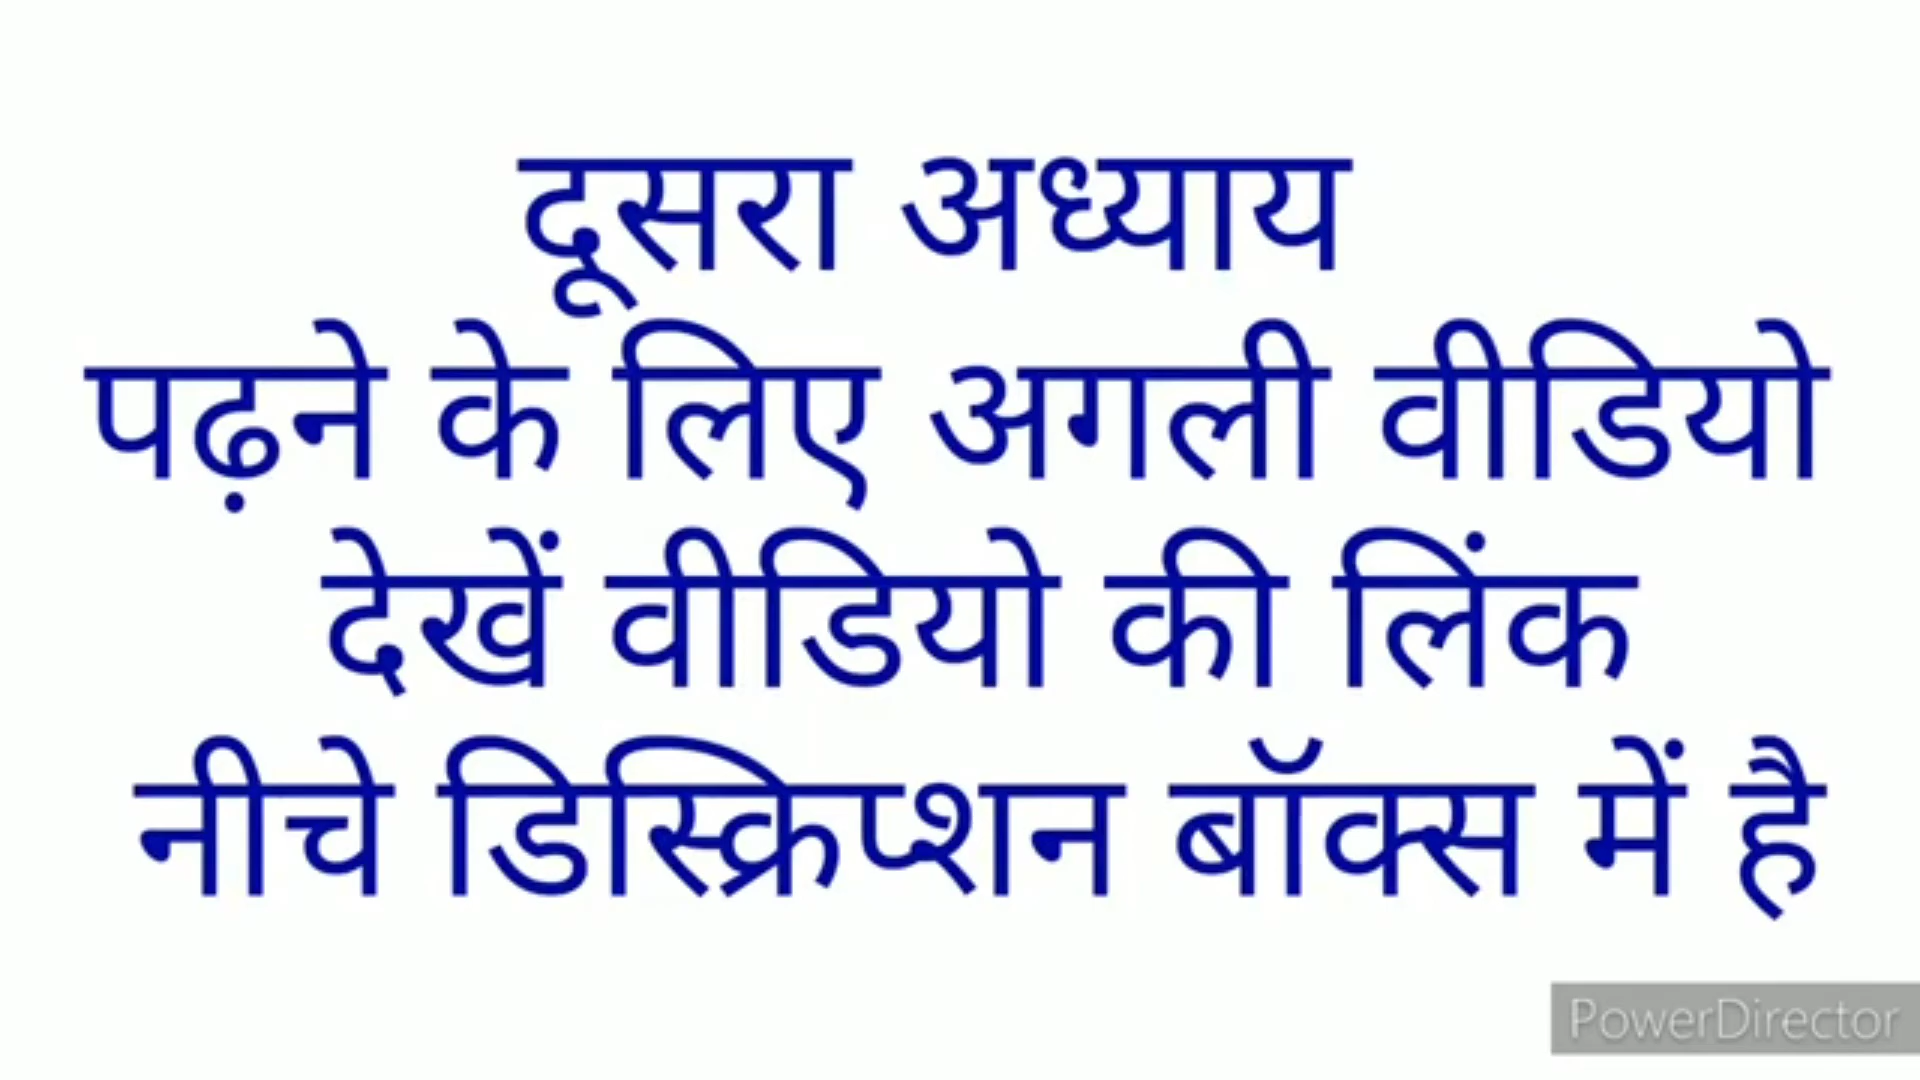 दूसरा अध्याय
पढ़ने के लिए अगली वीडियो
देखें वीडियो की लिंक
नीचे डिस्क्रिप्शन बॉक्स में है
PowerDirector